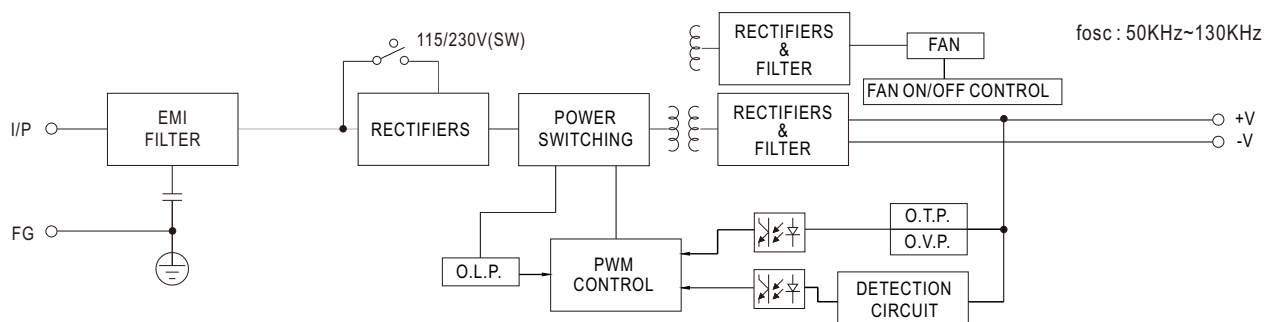 115/230V(SW)
RECTIFIERS
&
FILTER
FAN
fosc : 50KHz~130KHz
FAN ON/OFF CONTROL
I/P
EMI
FILTER
RECTIFIERS
POWER
SWITCHING
RECTIFIERS
&
FILTER
+V
-V
FG
O.L.P.
PWM
CONTROL
O.T.P.
O.V.P.
DETECTION
CIRCUIT